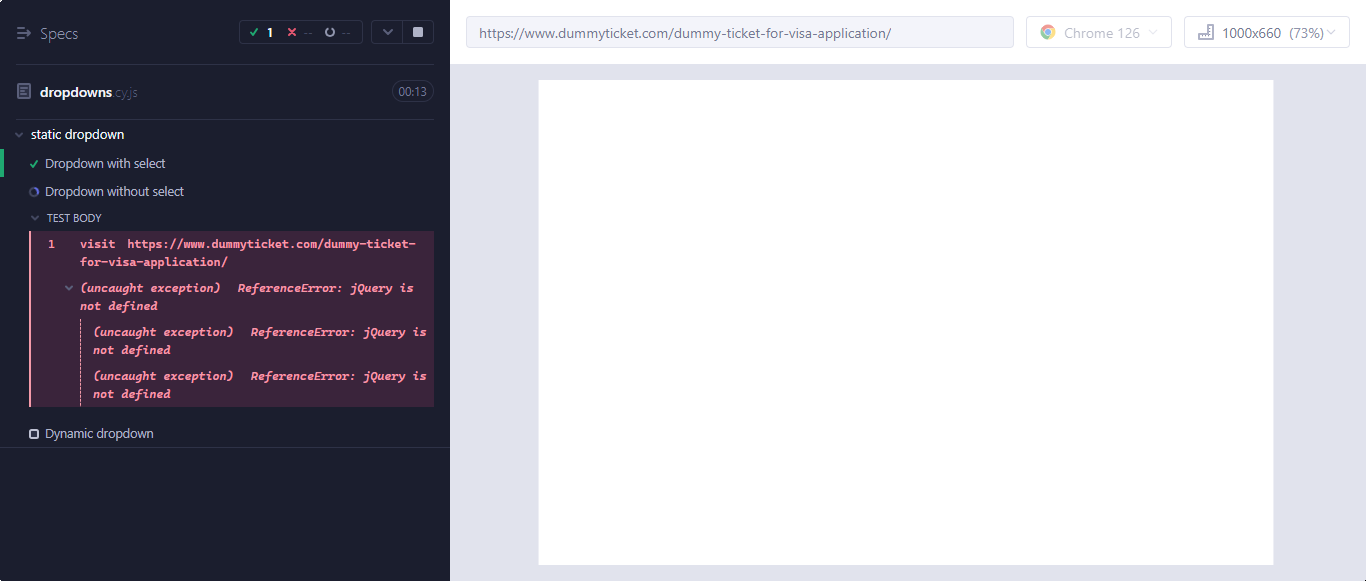 Specs
1 -- --
dropdowns.cy.js
00:13
static dropdown
Dropdown with select
Dropdown without select
TEST BODY
1 visit https://www.dummyticket.com/dummy-ticket-
for-visa-application/
(uncaught exception) ReferenceError: jQuery is
not defined
(uncaught exception) ReferenceError: jQuery is
not defined
(uncaught exception) ReferenceError: jQuery is
not defined
Dynamic dropdown
https://www.dummyticket.com/dummy-ticket-for-visa-application/
Chrome 126
1000x660 (73%)